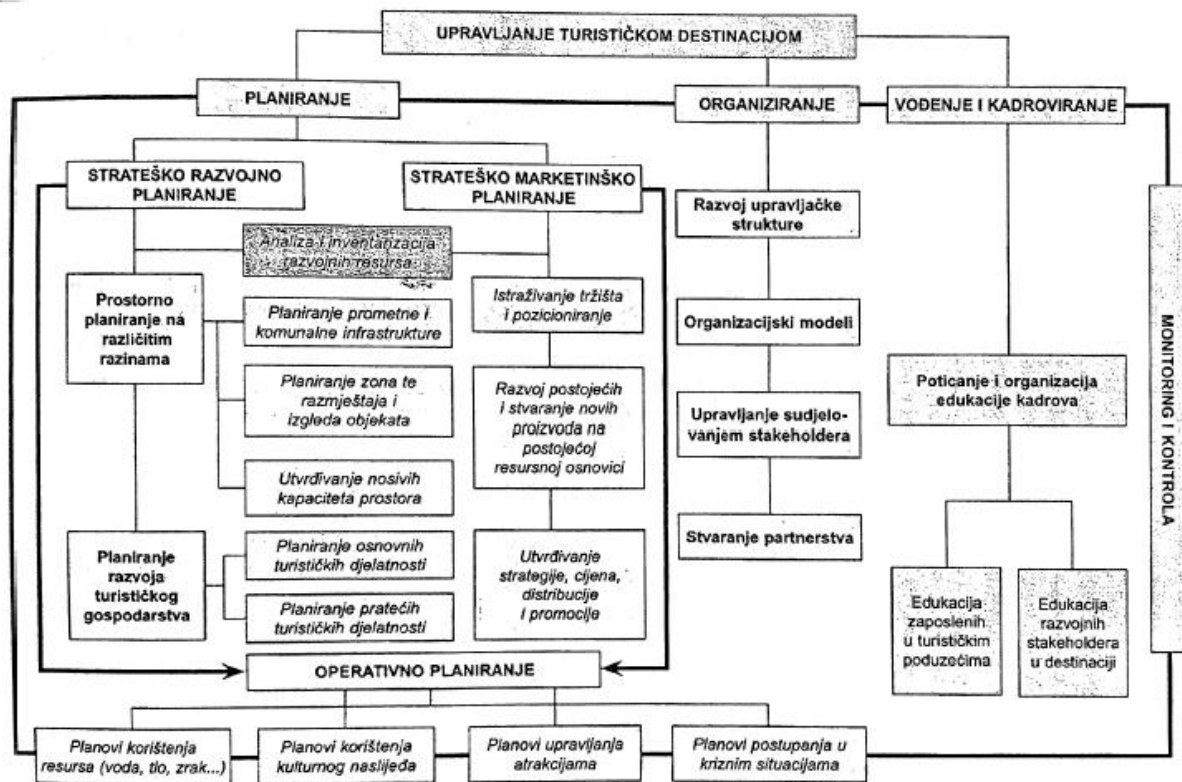 UPRAVLJANJE TURISTIČKOM DESTINACIJOM
PLANIRANJE
ORGANIZIRANJE
VOĐENJE I KADROVIRANJE
STRATEŠKO RAZVOJNO
PLANIRANJE
STRATEŠKO MARKETINŠKO
PLANIRANJE
Analiza i inventarizacija
razvojnih resursa
Prostorno
planiranje na
različitim
razinama
Planiranje prometne i
komunalne infrastrukture
Planiranje zona te
razmještaja i
izgleda objekata
Utvrđivanje nosivih
kapaciteta prostora
Planiranje
razvoja
turističkog
gospodarstva
Planiranje osnovnih
turističkih djelatnosti
Planiranje pratećih
turističkih djelatnosti
Istraživanje tržišta
i pozicioniranje
Razvoj postojećih
i stvaranje novih
proizvoda na
postojećoj
resursnoj osnovici
Utvrđivanje
strategije, cijena,
distribucije
i promocije
Razvoj upravljačke
strukture
Organizacijski modeli
Upravljanje sudjelo-
vanjem stakeholdera
Stvaranje partnerstva
Poticanje i organizacija
edukacije kadrova
Edukacija
zaposlenih
u turističkim
poduzećima
Edukacija
razvojnih
stakeholdera
u destinaciji
MONITORING I KONTROLA
OPERATIVNO PLANIRANJE
Planovi korištenja
resursa (voda, tlo, zrak...)
Planovi korištenja
kulturnog naslijeđa
Planovi upravljanja
atrakcijama
Planovi postupanja u
kriznim situacijama